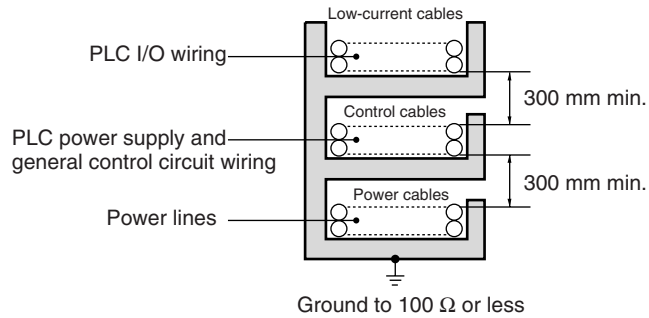 Low-current cables
PLC I/O wiring
300 mm min.
Control cables
PLC power supply and
general control circuit wiring
300 mm min.
Power cables
Power lines
Ground to 100 Ω or less